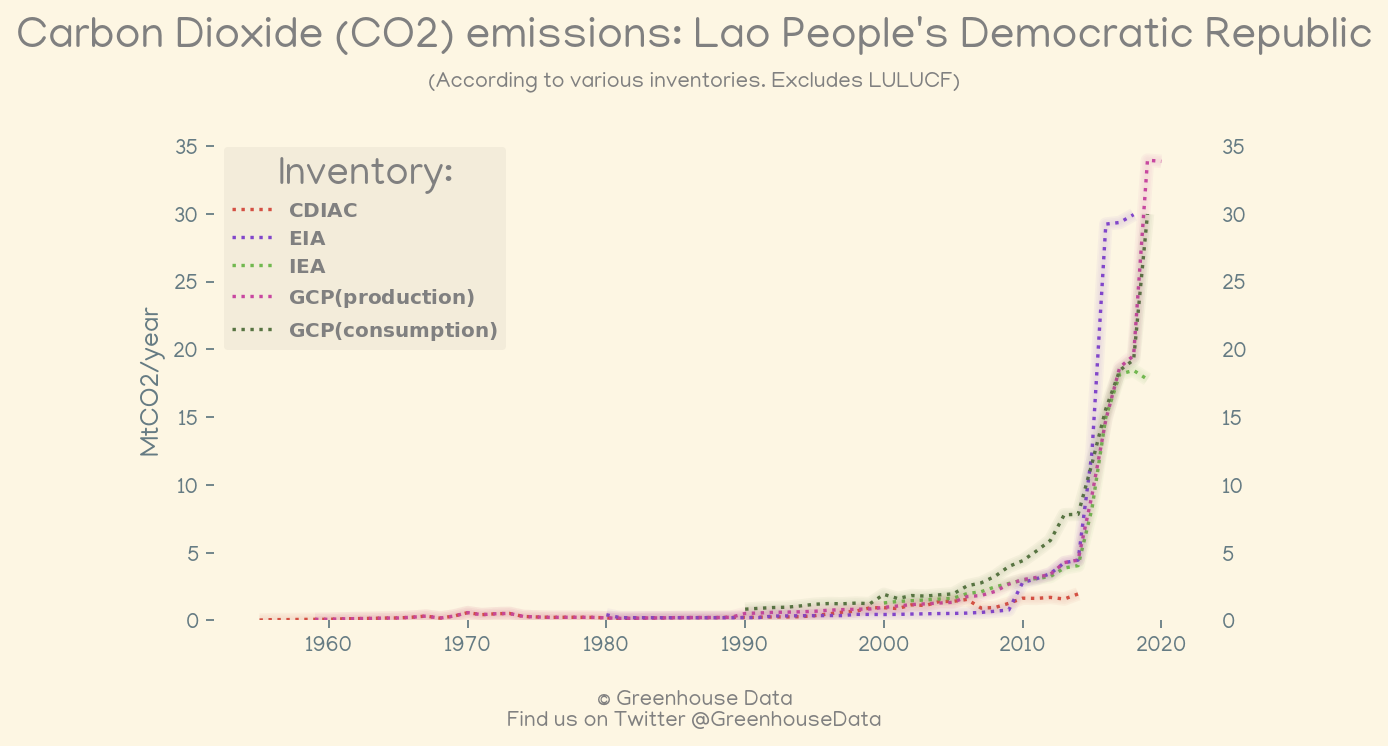 Carbon Dioxide (CO2) emissions: Lao People's Democratic Republic
(According to various inventories. Excludes LULUCF)
35
30
25
20
15
10
5
0
MtCO2/year
Inventory:
CDIAC
EIA
IEA
GCP(production)
GCP(consumption)
35
30
25
20
15
10
5
0
1960 1970 1980 1990 2000 2010 2020
© Greenhouse Data
Find us on Twitter @GreenhouseData